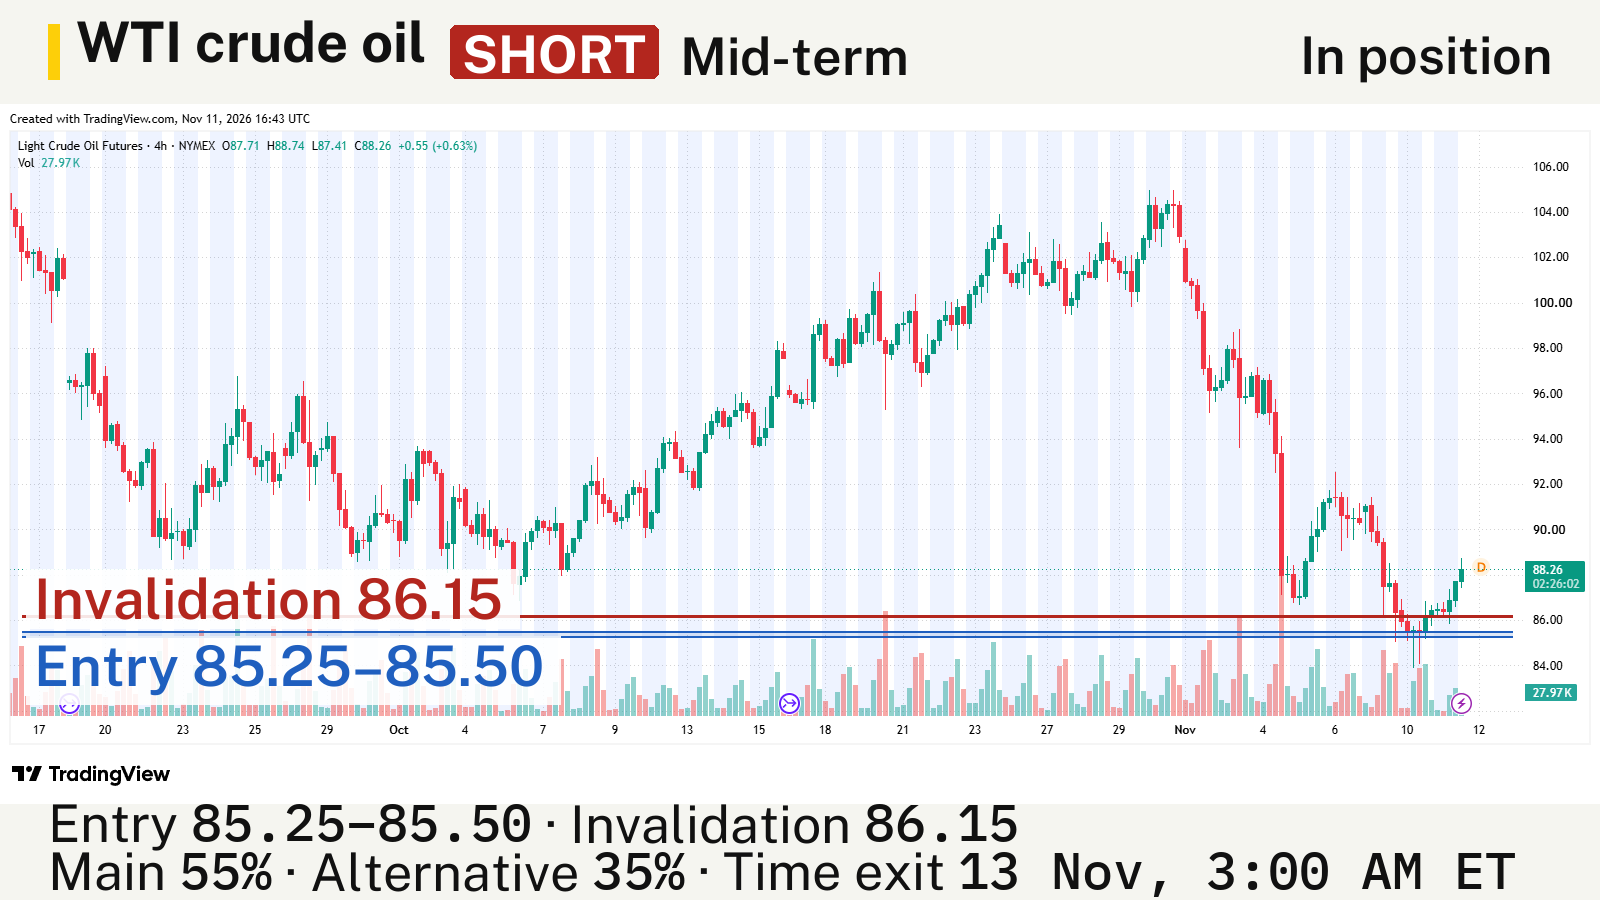 WTI crude oil SHORT Mid-term In position
Created with TradingView.com, Nov 11, 2026 16:43 UTC
Light Crude Oil Futures · 4h · NYMEX O87.71 H88.74 L87.41 C88.26 +0.55 (+0.63%)
Vol 27.97K
106.00
104.00
102.00
100.00
98.00
96.00
94.00
92.00
90.00
D
88.26
02:26:02
86.00
84.00
27.97K
Invalidation 86.15
Entry 85.25–85.50
17 20 23 25 29 Oct 4 7 9 13 15 18 21 23 27 29 Nov 4 6 10 12
TradingView
Entry 85.25–85.50 · Invalidation 86.15
Main 55% · Alternative 35% · Time exit 13 Nov, 3:00 AM ET